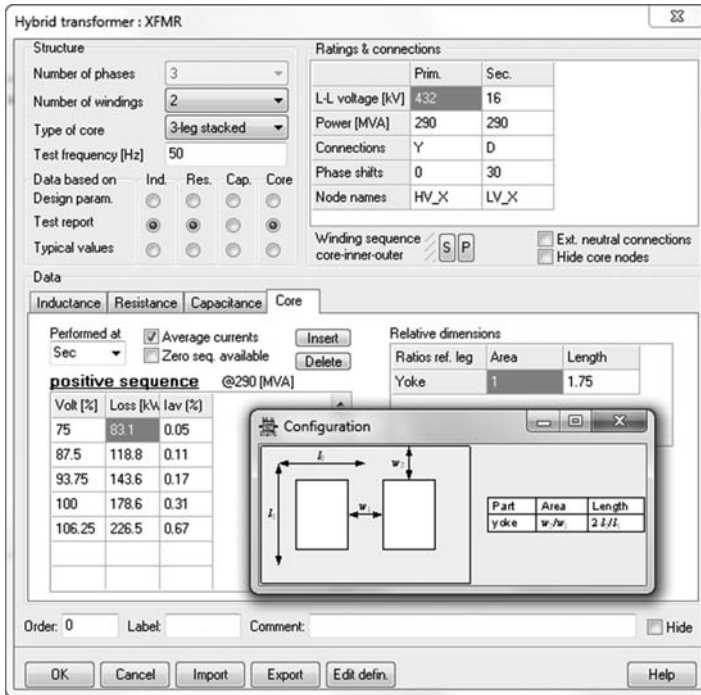 Hybrid transformer : XFMR
Structure
Number of phases 3
Number of windings 2
Type of core 3-leg stacked
Test frequency [Hz] 50
Data based on Ind. Res. Cap. Core
Design param.
Test report
Typical values
Ratings & connections
Prim. Sec.
L-L voltage [kV] 432 16
Power [MVA] 290 290
Connections Y D
Phase shifts 0 30
Node names HV_X LV_X
Winding sequence
core-inner-outer S P
Ext. neutral connections
Hide core nodes
Data
Inductance Resistance Capacitance Core
Performed at
Sec
Average currents
Zero seq. available
Insert
Delete
positive sequence @290 [MVA]
Volt [%] Loss [kW Iav [%]
75 83.1 0.05
87.5 118.8 0.11
93.75 143.6 0.17
100 178.6 0.31
106.25 226.5 0.67
Relative dimensions
Ratios ref. leg Area Length
Yoke 1 1.75
Configuration
Part Area Length
yoke
Order: 0 Label: Comment: Hide
OK Cancel Import Export Edit defin. Help